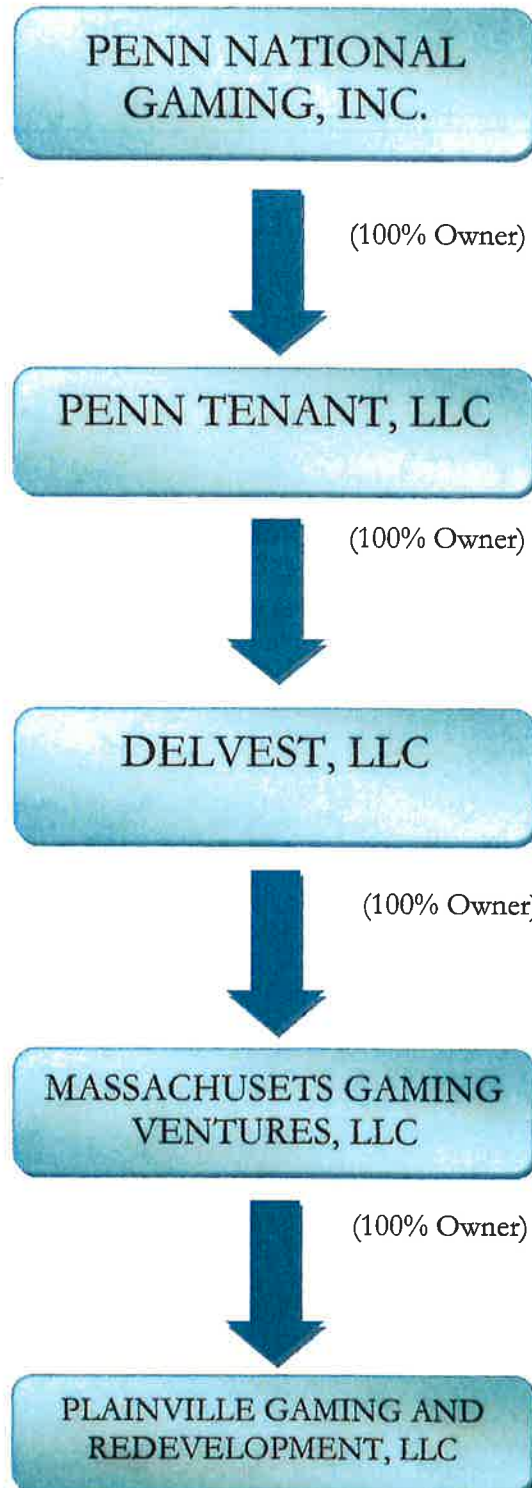 PENN NATIONAL
GAMING, INC.
(100% Owner)
PENN TENANT, LLC
(100% Owner)
DELVEST, LLC
(100% Owner)
MASSACHUSETS GAMING
VENTURES, LLC
(100% Owner)
PLAINVILLE GAMING AND
REDEVELOPMENT, LLC